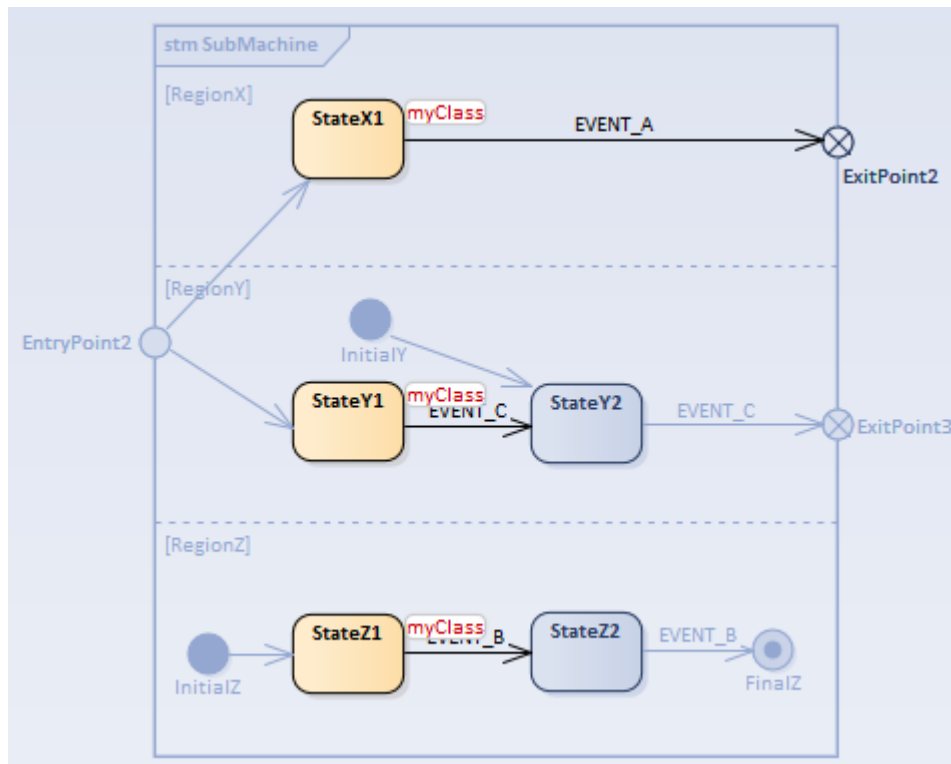 stm SubMachine
[RegionX]
StateX1
myClass
EVENT_A
ExitPoint2
[RegionY]
EntryPoint2
InitialY
StateY1
myClass
EVENT_C
StateY2
EVENT_C
ExitPoint3
[RegionZ]
StateZ1
myClass
EVENT_B
StateZ2
EVENT_B
InitialZ
FinalZ